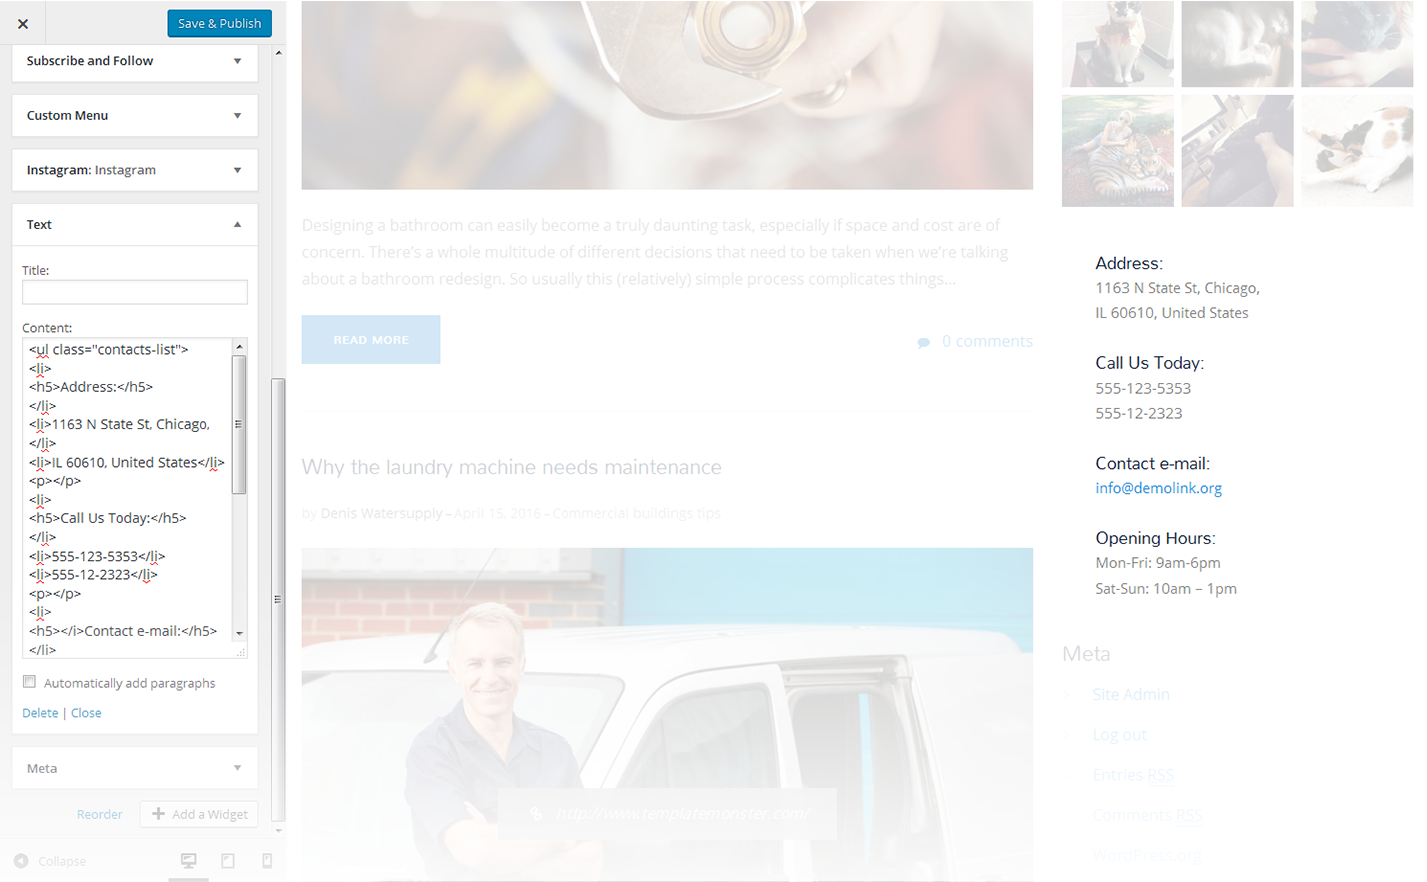 Save & Publish
Subscribe and Follow
Custom Menu
Instagram: Instagram
Text
Title:
Content:
<ul class="contacts-list">
<li>
<h5>Address:</h5>
</li>
<li>1163 N State St, Chicago,
</li>
<li>IL 60610, United States</li>
<p></p>
<li>
<h5>Call Us Today:</h5>
</li>
<li>555-123-5353</li>
<li>555-12-2323</li>
<p></p>
<li>
<h5></i>Contact e-mail:</h5>
</li>
Automatically add paragraphs
Delete | Close
Meta
Reorder
Add a Widget
Collapse
Designing a bathroom can easily become a truly daunting task, especially if space and cost are of
concern. There’s a whole multitude of different decisions that need to be taken when we’re talking
about a bathroom redesign. So usually this (relatively) simple process complicates things...
READ MORE
0 comments
Why the laundry machine needs maintenance
by Denis Watersupply – April 15, 2016 – Commercial buildings tips
http://www.templatemonster.com/
Address:
1163 N State St, Chicago,
IL 60610, United States
Call Us Today:
555-123-5353
555-12-2323
Contact e-mail:
info@demolink.org
Opening Hours:
Mon-Fri: 9am-6pm
Sat-Sun: 10am – 1pm
Meta
Site Admin
Log out
Entries RSS
Comments RSS
WordPress.org